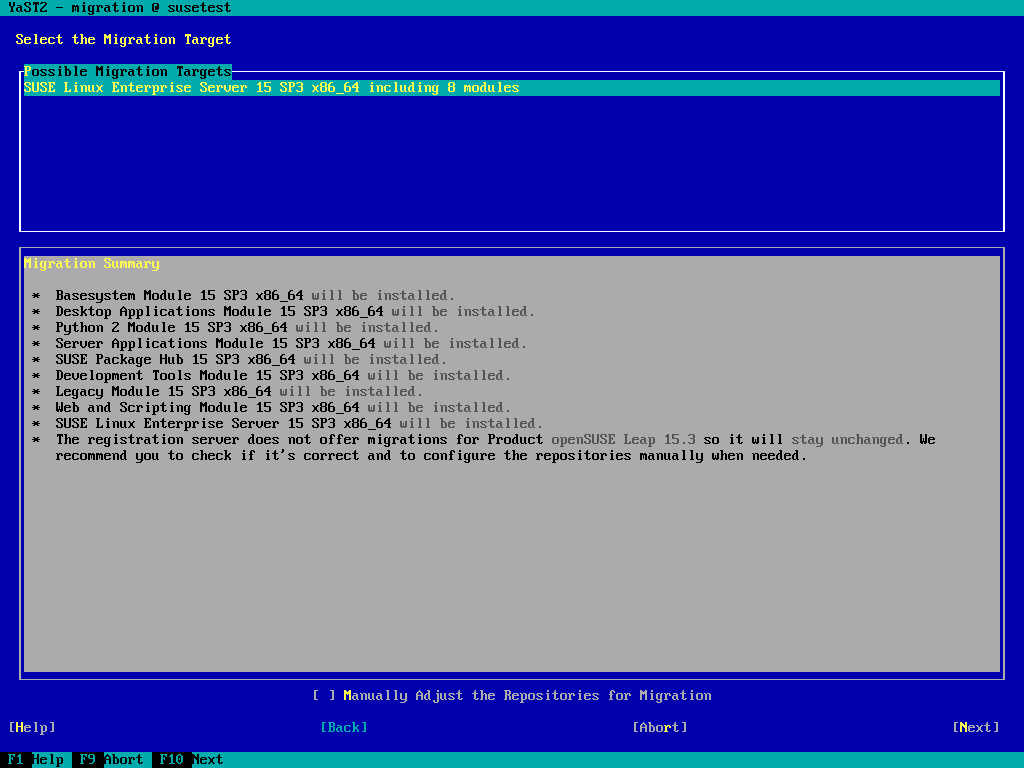 YaST2 - migration @ susetest
Select the Migration Target
Possible Migration Targets
SUSE Linux Enterprise Server 15 SP3 x86_64 including 8 modules
Migration Summary
* Basesystem Module 15 SP3 x86_64 will be installed.
* Desktop Applications Module 15 SP3 x86_64 will be installed.
* Python 2 Module 15 SP3 x86_64 will be installed.
* Server Applications Module 15 SP3 x86_64 will be installed.
* SUSE Package Hub 15 SP3 x86_64 will be installed.
* Development Tools Module 15 SP3 x86_64 will be installed.
* Legacy Module 15 SP3 x86_64 will be installed.
* Web and Scripting Module 15 SP3 x86_64 will be installed.
* SUSE Linux Enterprise Server 15 SP3 x86_64 will be installed.
* The registration server does not offer migrations for Product openSUSE Leap 15.3 so it will stay unchanged. We
recommend you to check if it's correct and to configure the repositories manually when needed.
[ ] Manually Adjust the Repositories for Migration
[Help] [Back] [Abort] [Next]
F1 Help F9 Abort F10 Next